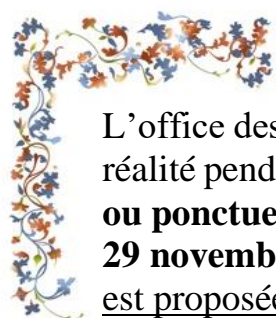 L’office des
réalité pend
ou ponctue
29 novemb
est proposée